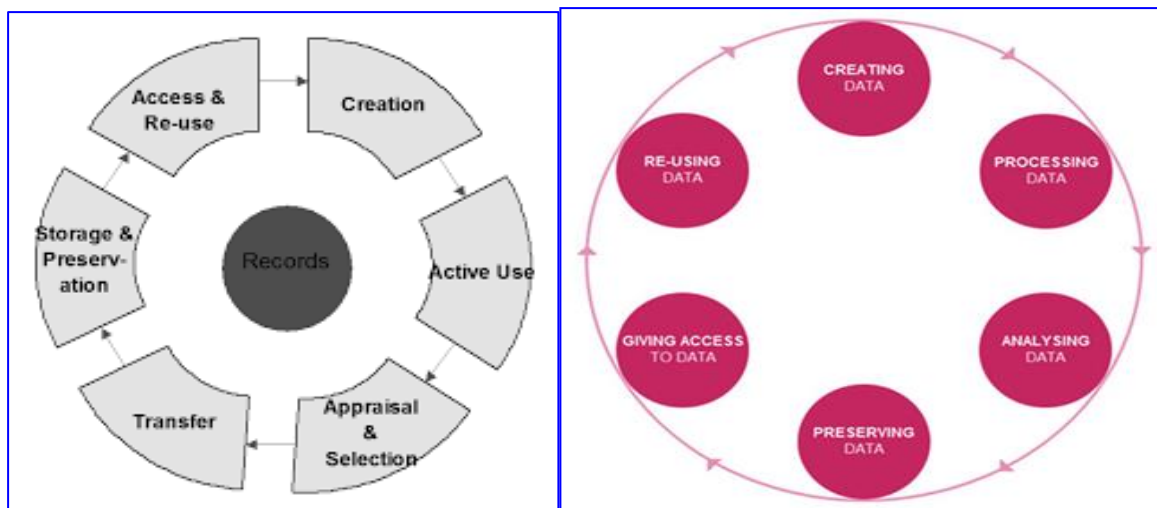 Access &
Re-use
Creation
Storage &
Preserv-
ation
Records
Active Use
Transfer
Appraisal
&
Selection
CREATING
DATA
RE-USING
DATA
PROCESSING
DATA
GIVING ACCESS
TO DATA
ANALYSING
DATA
PRESERVING
DATA